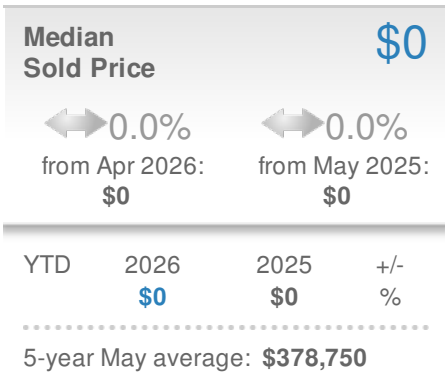 Median $0
Sold Price
0.0% 0.0%
from Apr 2026: from May 2025:
$0 $0
YTD 2026 2025 +/-
$0 $0 %
5-year May average: $378,750